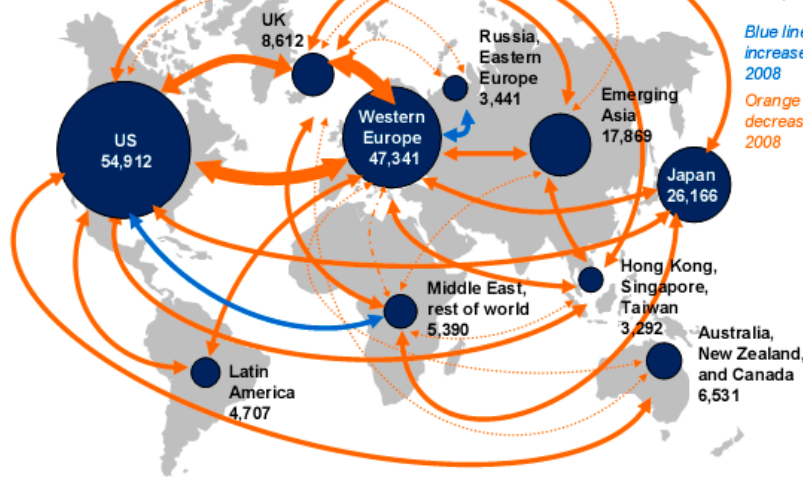 UK
8,612
Russia,
Eastern
Europe
3,441
Blue line
increase
2008
Orange
decreas
2008
Emerging
Asia
17,869
Western
Europe
47,341
US
54,912
Japan
26,166
Hong Kong,
Singapore,
Taiwan
3,292
Middle East,
rest of world
5,390
Australia,
New Zealand,
and Canada
6,531
Latin
America
4,707